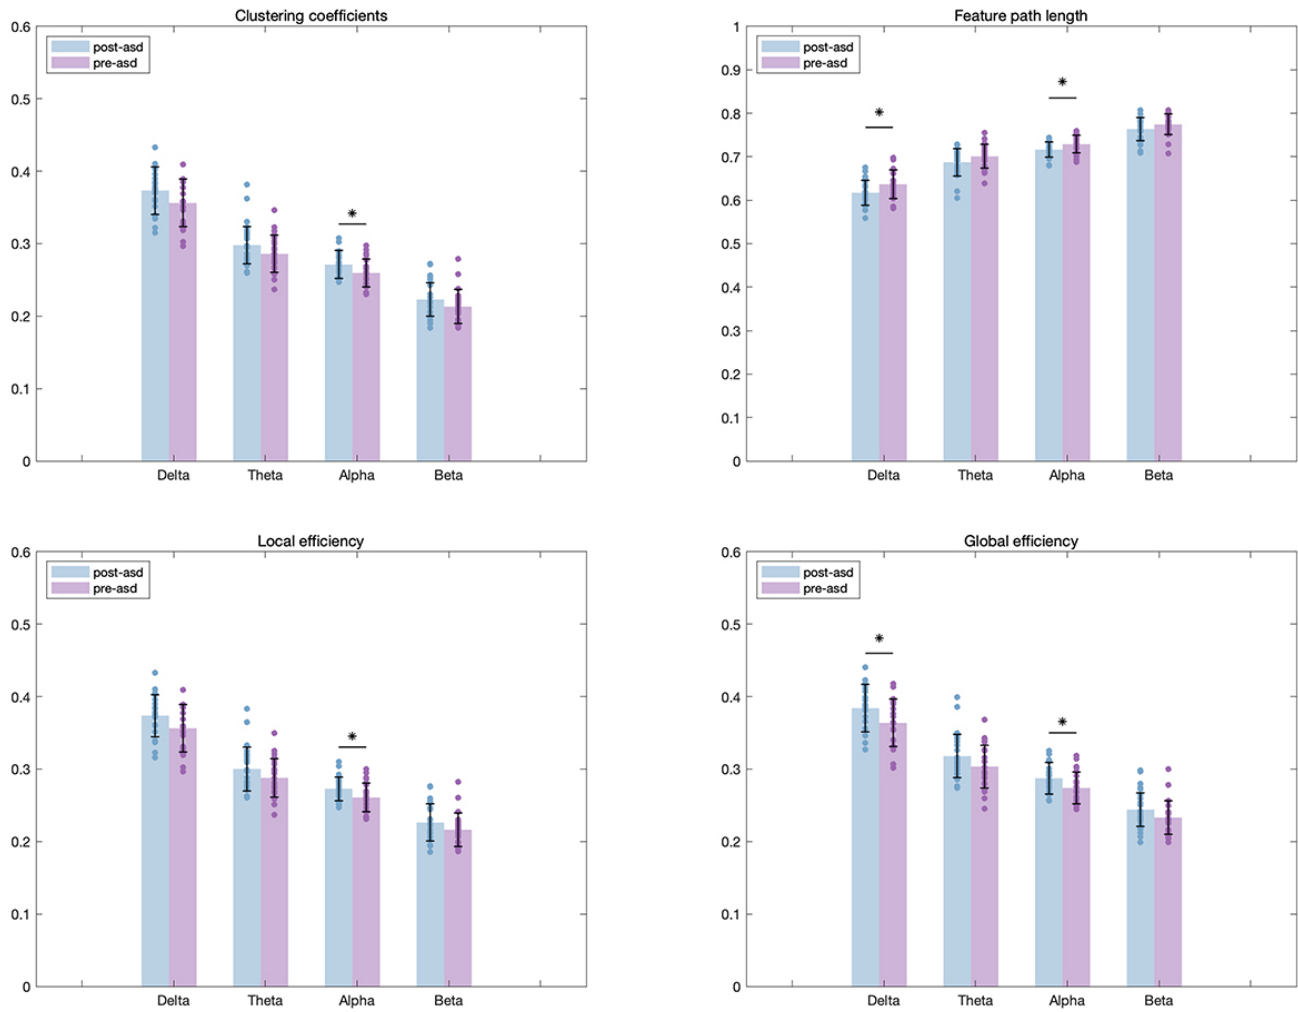 Clustering coefficients
0.6
0.5
0.4
0.3
0.2
0.1
0
post-asd
pre-asd
*
Delta Theta Alpha Beta
Feature path length
1
0.9
0.8
0.7
0.6
0.5
0.4
0.3
0.2
0.1
0
post-asd
pre-asd
* *
Delta Theta Alpha Beta
Local efficiency
0.6
0.5
0.4
0.3
0.2
0.1
0
post-asd
pre-asd
*
Delta Theta Alpha Beta
Global efficiency
0.6
0.5
0.4
0.3
0.2
0.1
0
post-asd
pre-asd
* *
Delta Theta Alpha Beta